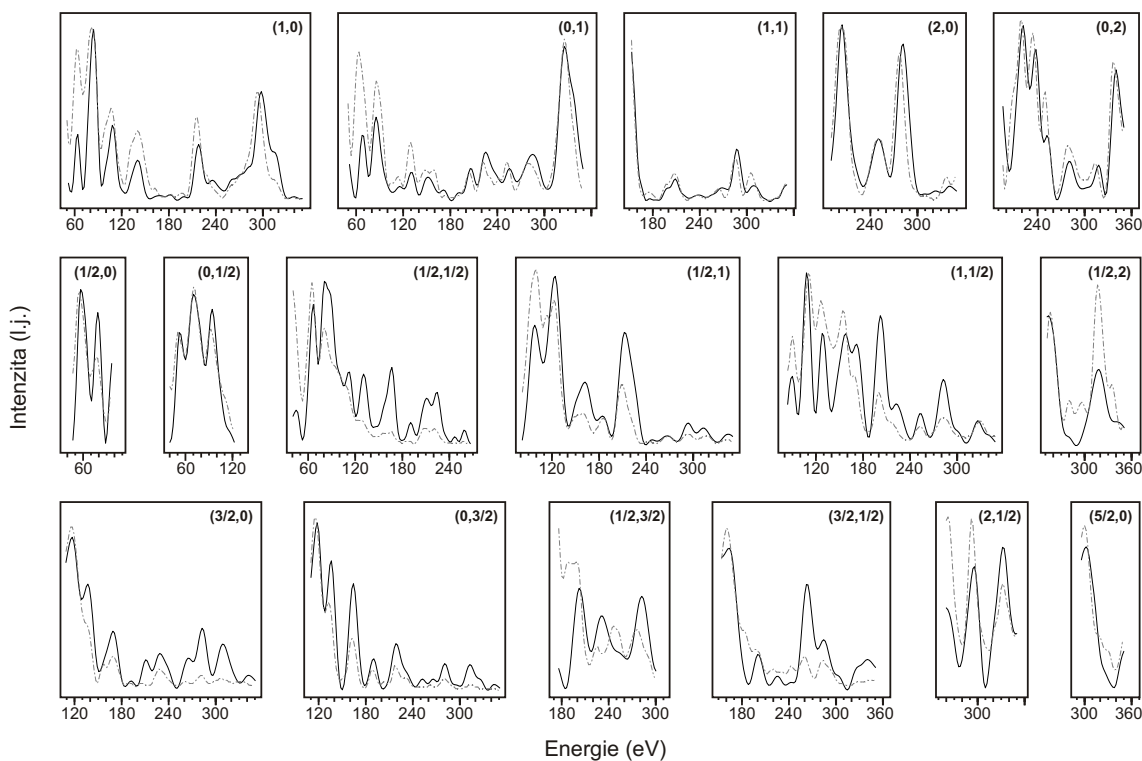 (1,0) (0,1) (1,1) (2,0) (0,2)
60 120 180 240 300 60 120 180 240 300 180 240 300 240 300 240 300 360
(1/2,0) (0,1/2) (1/2,1/2) (1/2,1) (1,1/2) (1/2,2)
60 60 120 60 120 180 240 120 180 240 300 120 180 240 300 300 360
(3/2,0) (0,3/2) (1/2,3/2) (3/2,1/2) (2,1/2) (5/2,0)
120 180 240 300 120 180 240 300 180 240 300 180 240 300 360 300 300 360
Intenzita (l.j.)
Energie (eV)